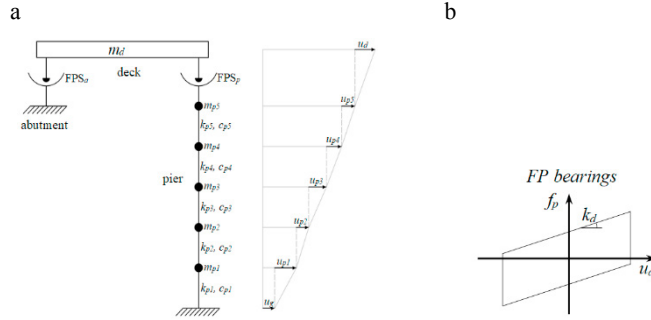 a
b
m_d
deck
FPS_a
FPS_p
abutment
pier
m_p5
k_p5, c_p5
m_p4
k_p4, c_p4
m_p3
k_p3, c_p3
m_p2
k_p2, c_p2
m_p1
k_p1, c_p1
u_d
u_p5
u_p4
u_p3
u_p2
u_p1
u_g
FP bearings
f_p
k_d
u_d